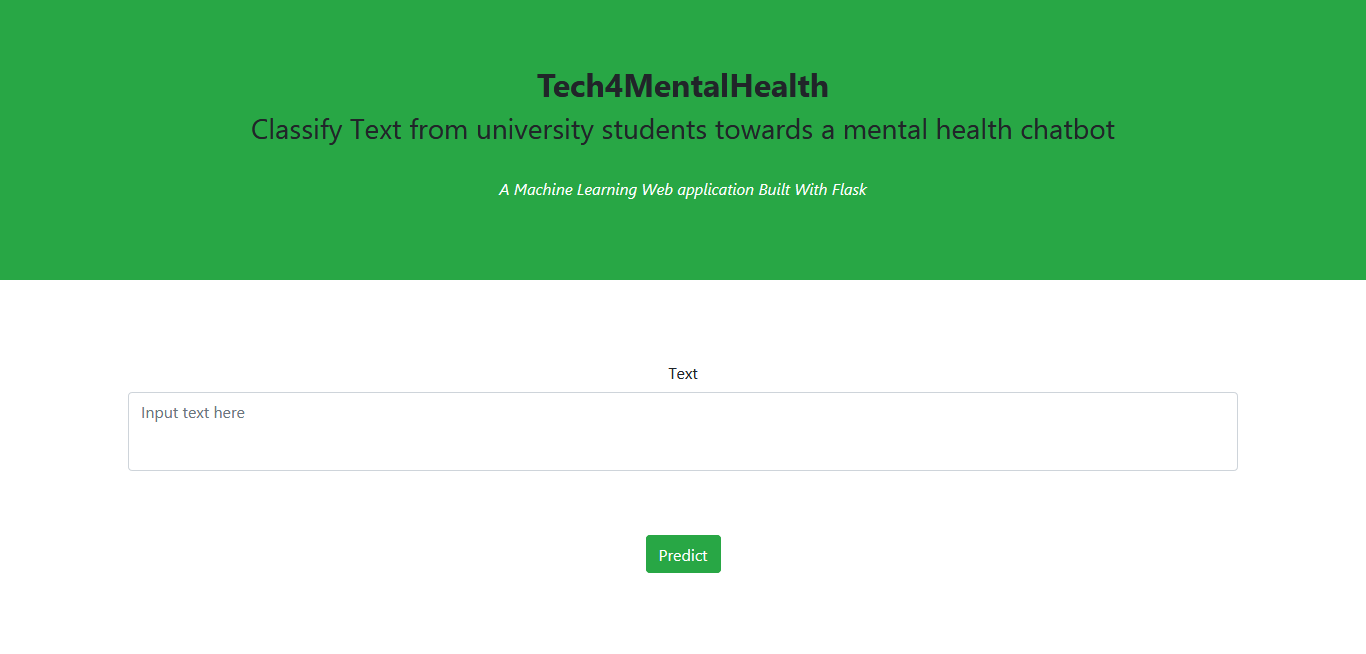 Tech4MentalHealth
Classify Text from university students towards a mental health chatbot
A Machine Learning Web application Built With Flask
Text
Input text here
Predict